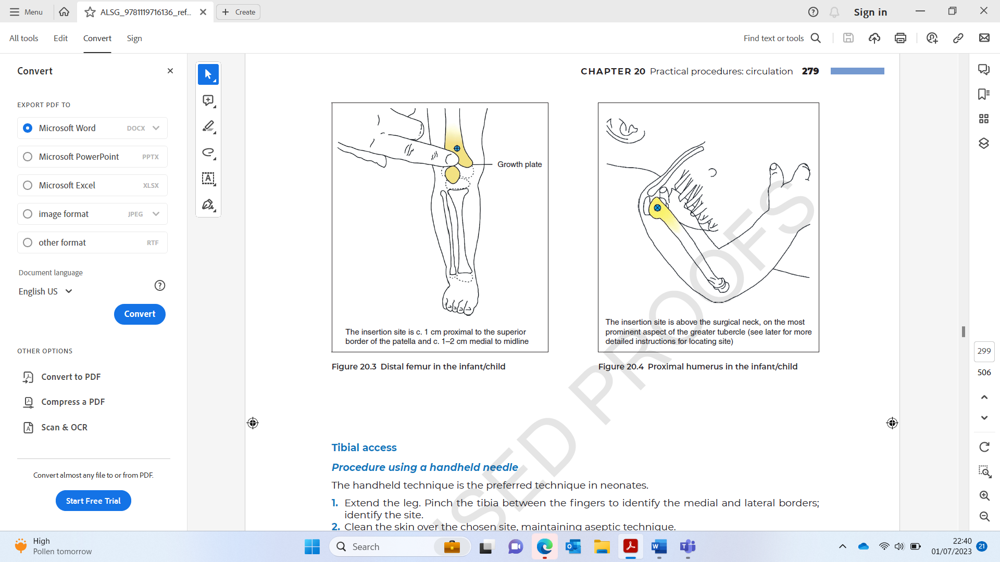 Menu
ALSG_9781119716136_ref...
Create
Sign in
All tools
Edit
Convert
Sign
Find text or tools
Convert
EXPORT PDF TO
Microsoft Word DOCX
Microsoft PowerPoint PPTX
Microsoft Excel XLSX
image format JPEG
other format RTF
Document language
English US
Convert
OTHER OPTIONS
Convert to PDF
Compress a PDF
Scan & OCR
Convert almost any file to or from PDF.
Start Free Trial
CHAPTER 20 Practical procedures: circulation 279
Growth plate
The insertion site is c. 1 cm proximal to the superior
border of the patella and c. 1–2 cm medial to midline
Figure 20.3 Distal femur in the infant/child
The insertion site is above the surgical neck, on the most
prominent aspect of the greater tubercle (see later for more
detailed instructions for locating site)
Figure 20.4 Proximal humerus in the infant/child
Tibial access
Procedure using a handheld needle
The handheld technique is the preferred technique in neonates.
1. Extend the leg. Pinch the tibia between the fingers to identify the medial and lateral borders;
identify the site.
2. Clean the skin over the chosen site, maintaining aseptic technique.
SED PROOFS
299
506
High
Pollen tomorrow
Search
22:40
01/07/2023
21